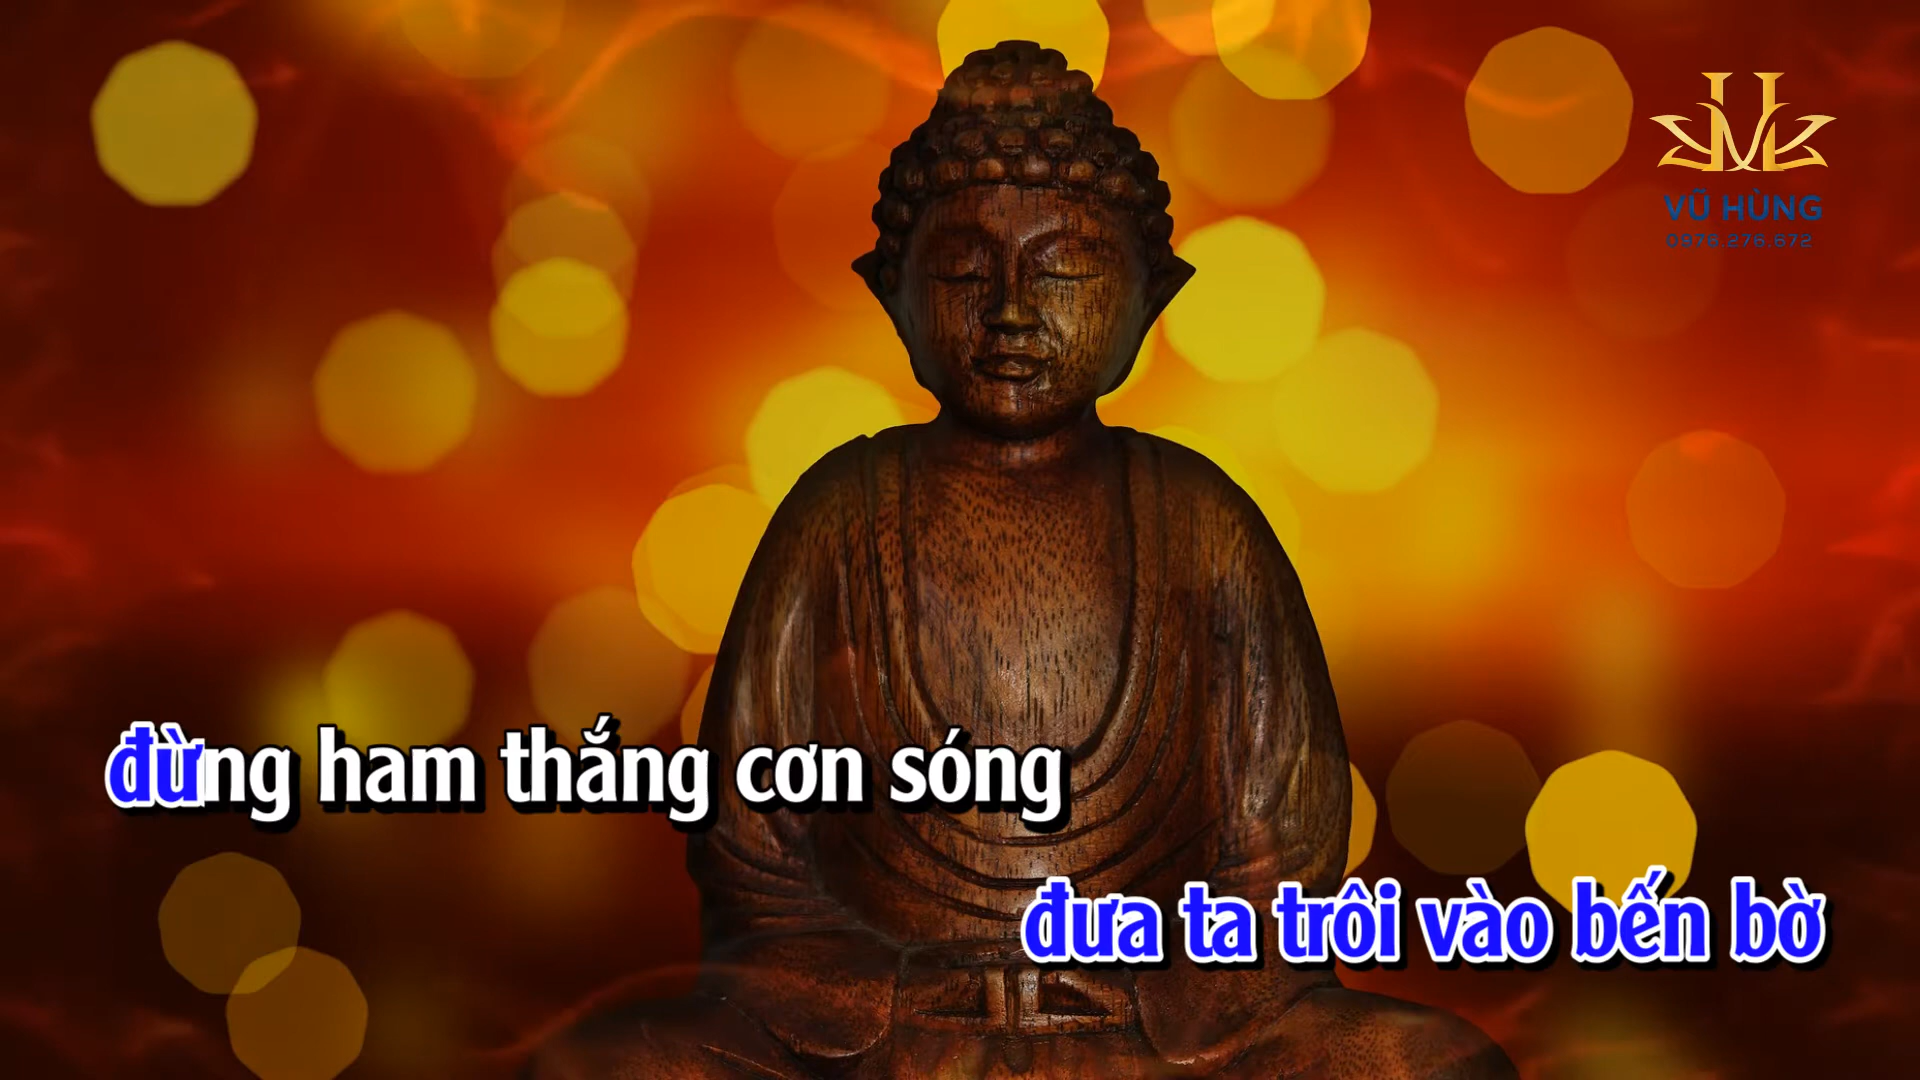 VŨ HÙNG
0976.276.672
đừng ham thắng cơn sóng
đưa ta trôi vào bến bờ